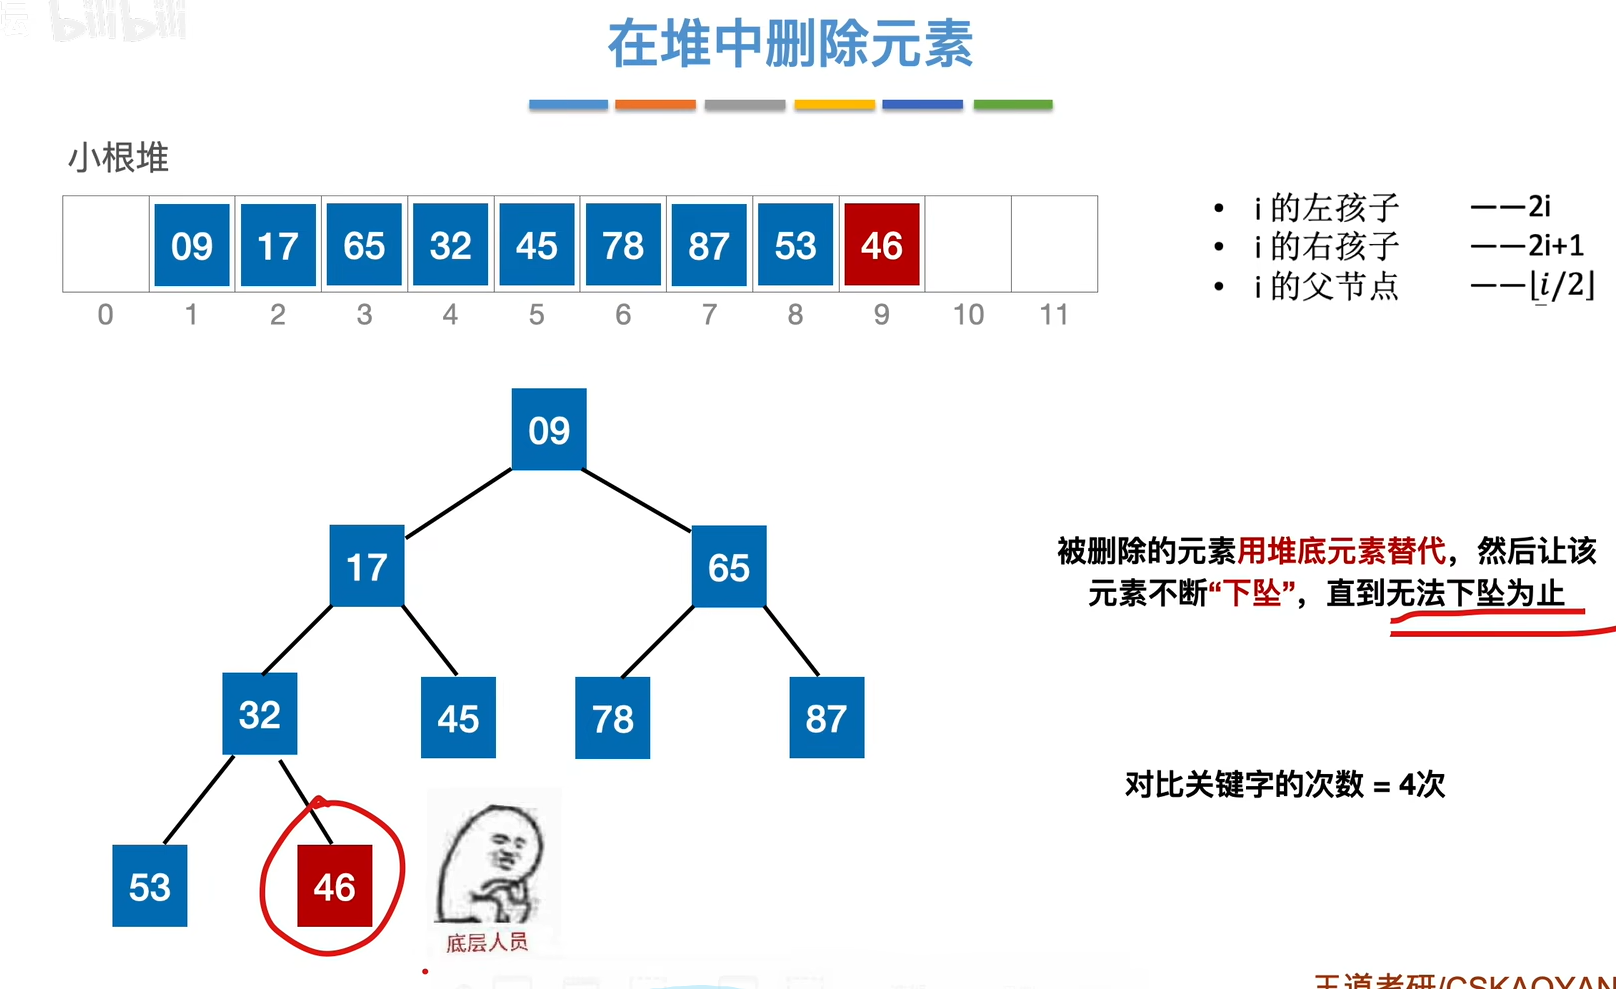 bilibili
在堆中删除元素
小根堆
09 17 65 32 45 78 87 53 46
0 1 2 3 4 5 6 7 8 9 10 11
• i 的左孩子 ——2i
• i 的右孩子 ——2i+1
• i 的父节点 ——⌊i/2⌋
09
17 65
32 45 78 87
53 46
被删除的元素用堆底元素替代，然后让该
元素不断“下坠”，直到无法下坠为止
对比关键字的次数 = 4次
底层人员
王道考研/CSKAOYAN